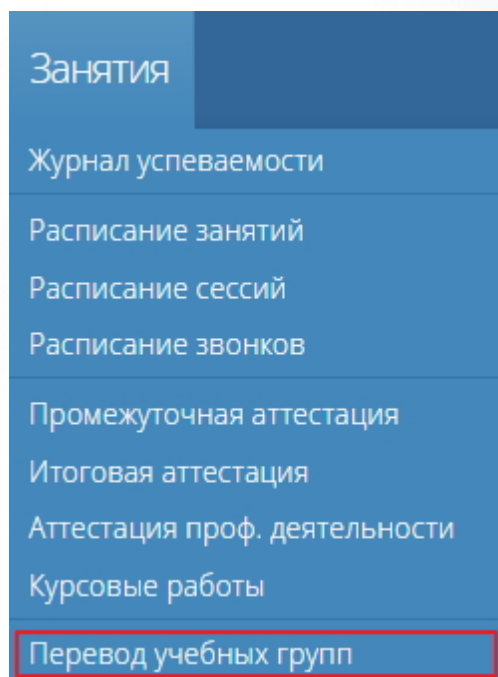 Занятия
Журнал успеваемости
Расписание занятий
Расписание сессий
Расписание звонков
Промежуточная аттестация
Итоговая аттестация
Аттестация проф. деятельности
Курсовые работы
Перевод учебных групп